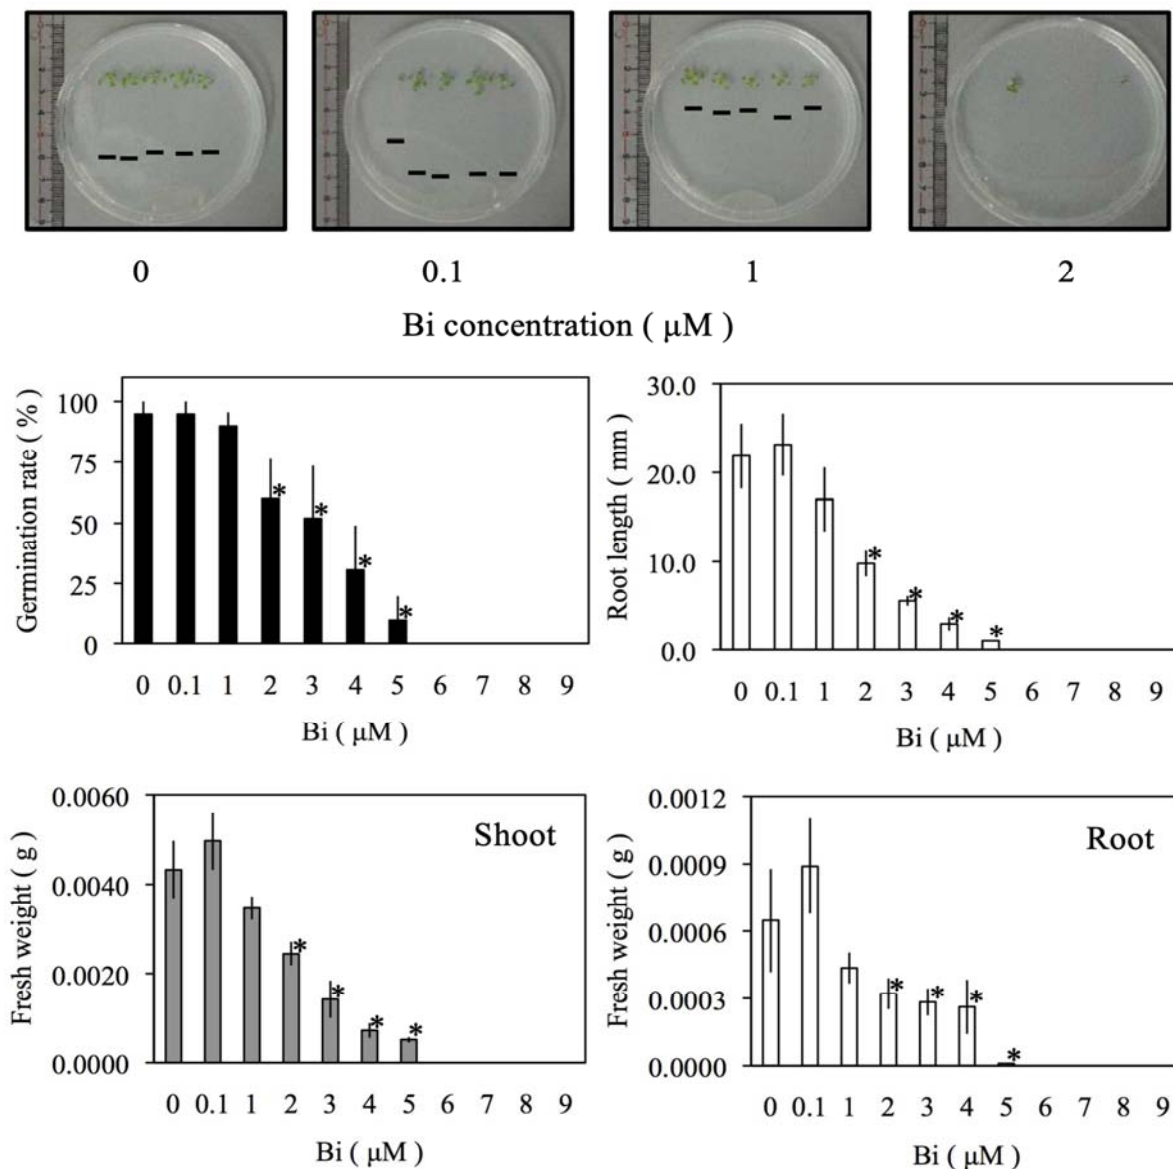 0 0.1 1 2
Bi concentration ( μM )
Germination rate ( % )
100
75
50
25
0
* * * *
0 0.1 1 2 3 4 5 6 7 8 9
Bi ( μM )
Root length ( mm )
30.0
20.0
10.0
0.0
* * * *
0 0.1 1 2 3 4 5 6 7 8 9
Bi ( μM )
Fresh weight ( g )
0.0060
0.0040
0.0020
0.0000
Shoot
* * * *
0 0.1 1 2 3 4 5 6 7 8 9
Bi ( μM )
Fresh weight ( g )
0.0012
0.0009
0.0006
0.0003
0.0000
Root
* * * *
0 0.1 1 2 3 4 5 6 7 8 9
Bi ( μM )